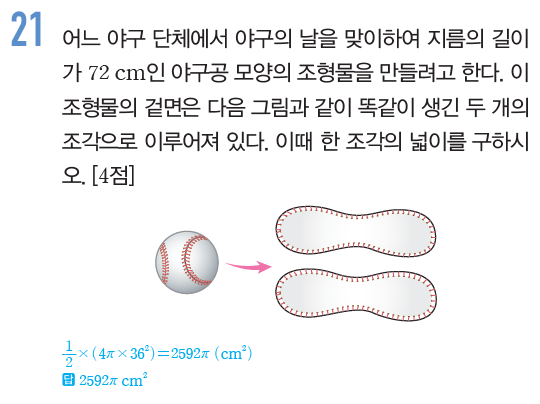 21
어느 야구 단체에서 야구의 날을 맞이하여 지름의 길이
가 72 cm인 야구공 모양의 조형물을 만들려고 한다. 이
조형물의 겉면은 다음 그림과 같이 똑같이 생긴 두 개의
조각으로 이루어져 있다. 이때 한 조각의 넓이를 구하시
오. [4점]
1/2×(4π×36²)=2592π (cm²)
답 2592π cm²